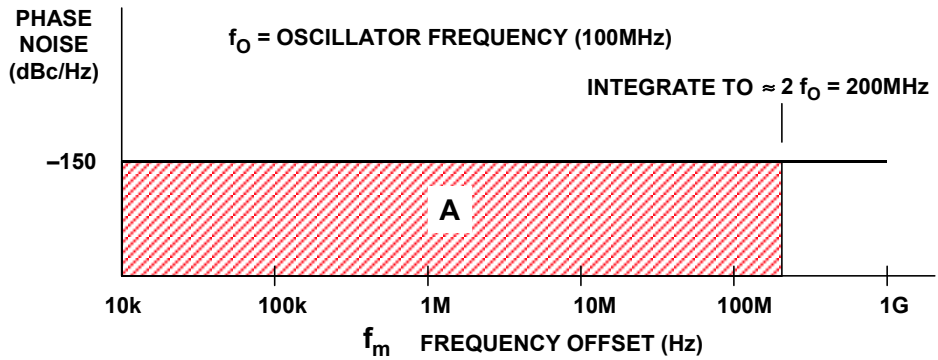 PHASE
NOISE
(dBc/Hz)
fO = OSCILLATOR FREQUENCY (100MHz)
INTEGRATE TO ≈ 2 fO = 200MHz
–150
A
10k 100k 1M 10M 100M 1G
fm FREQUENCY OFFSET (Hz)